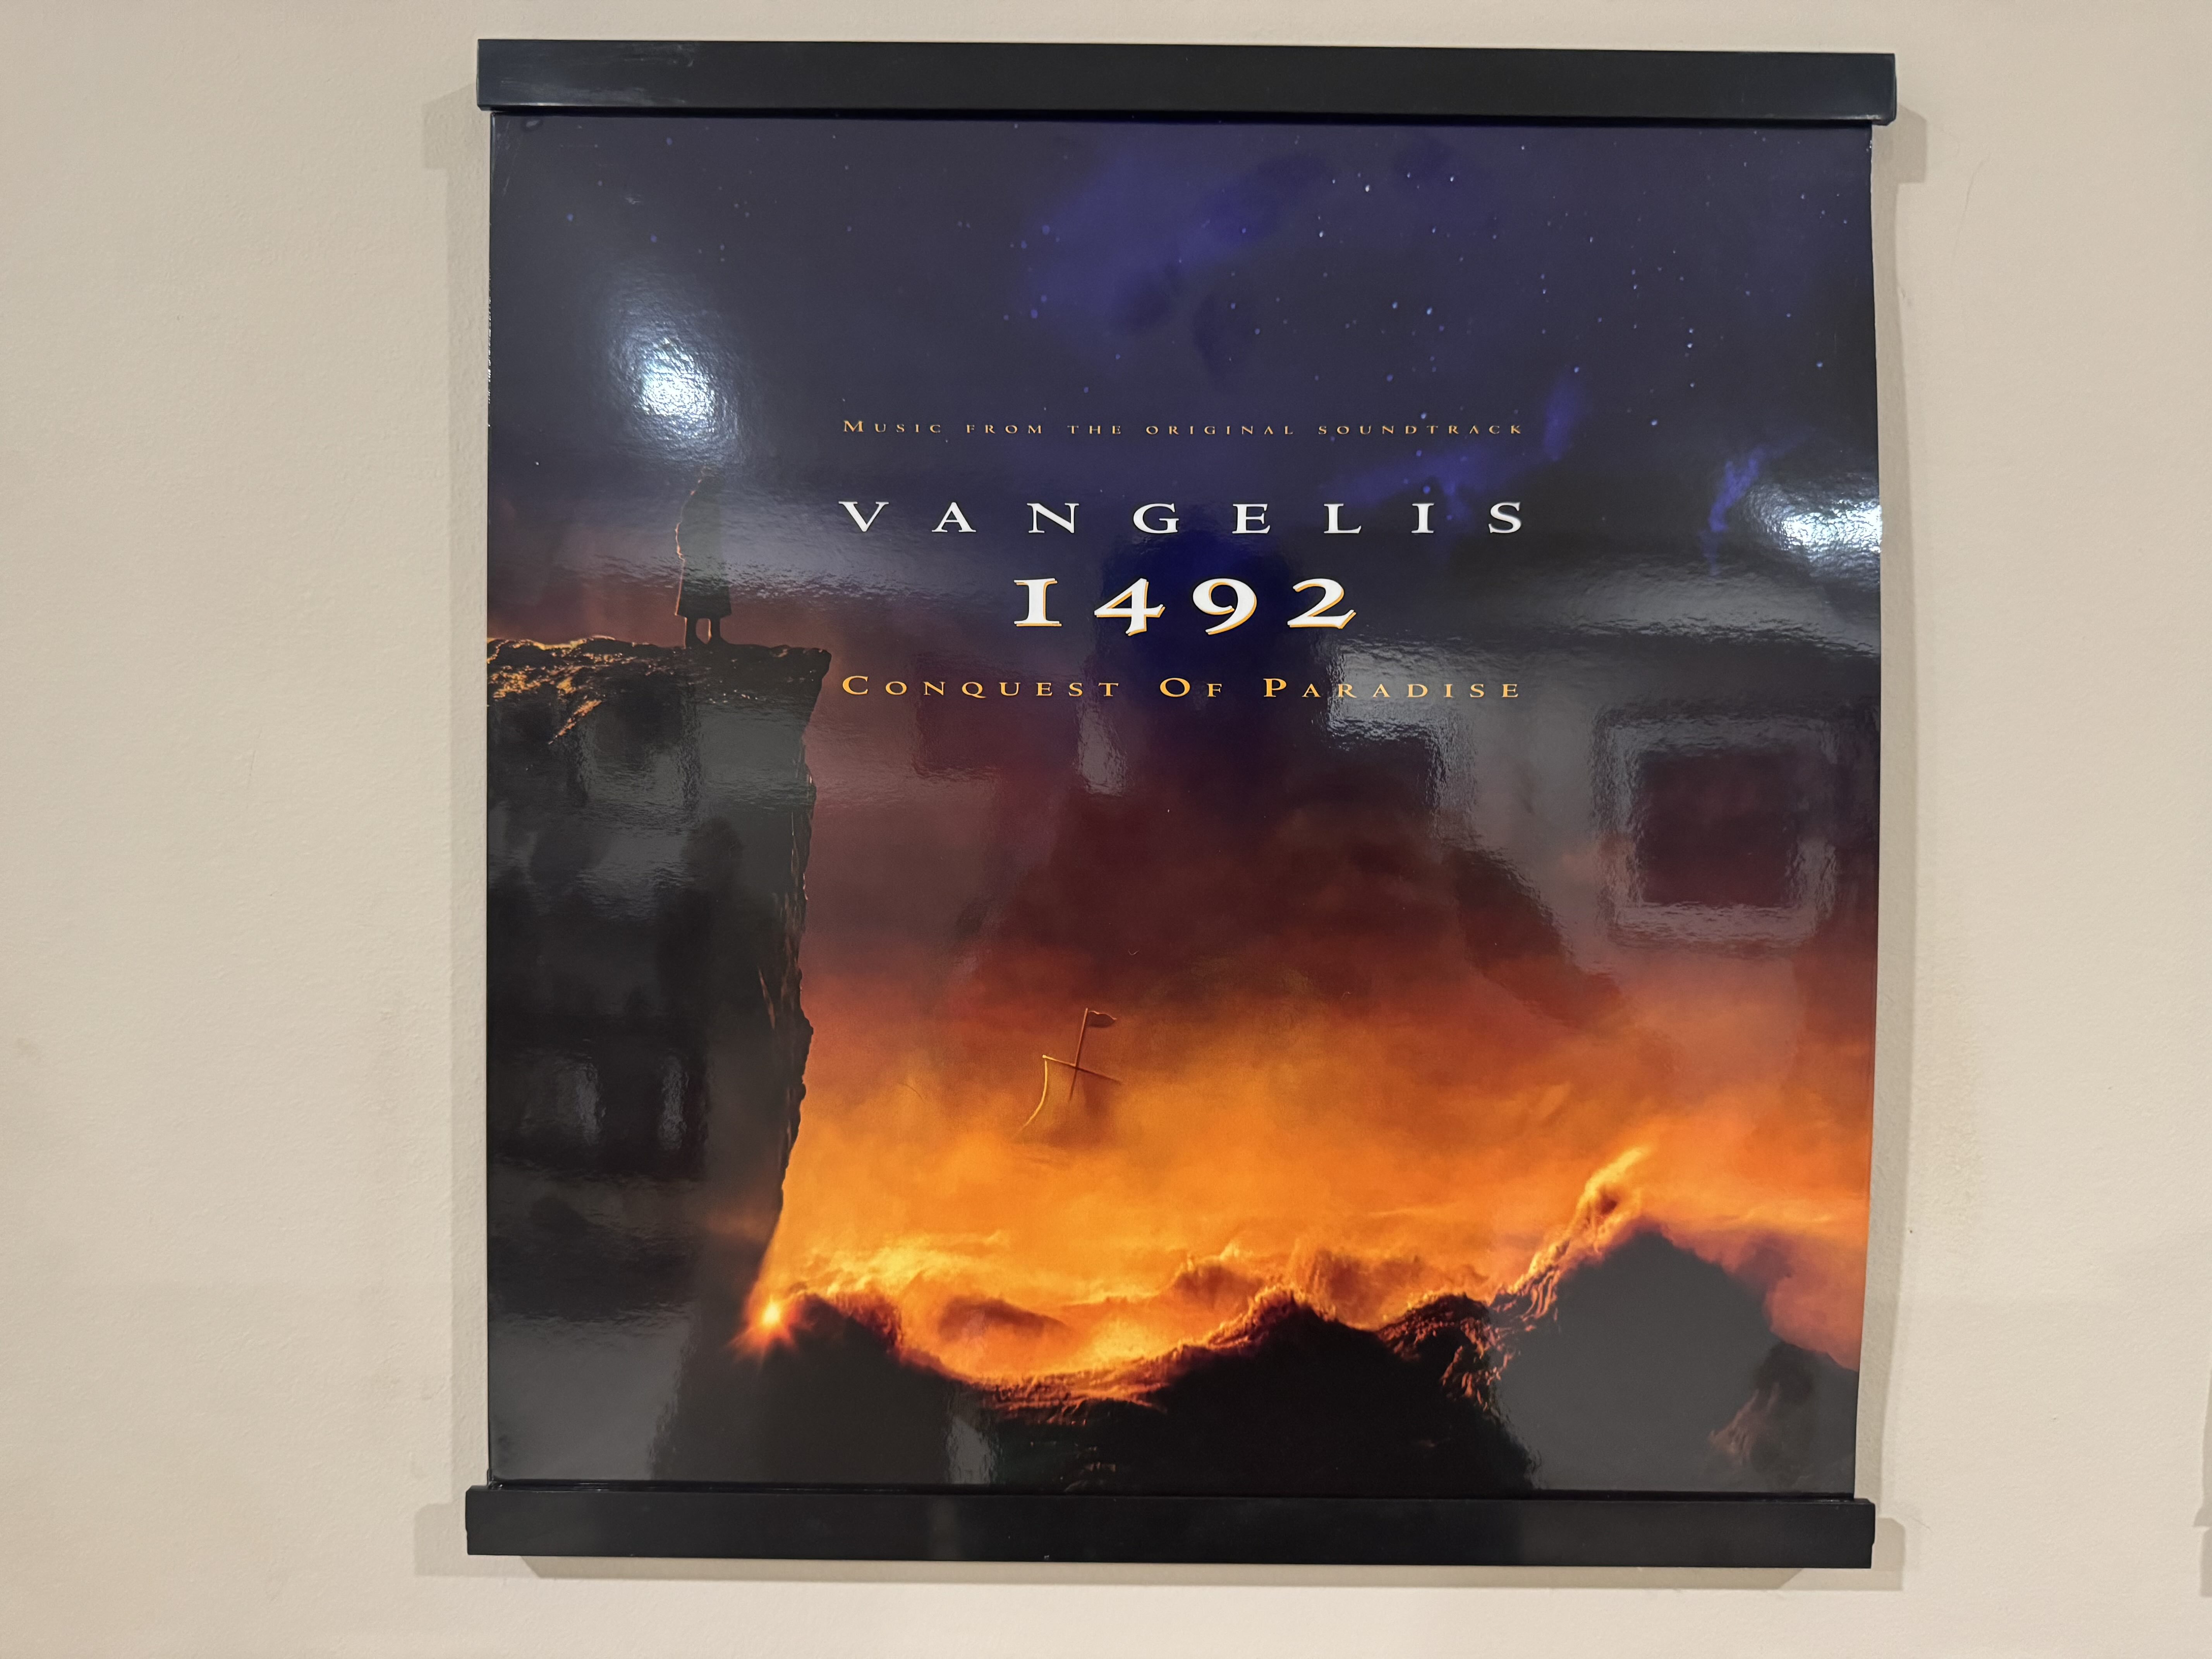 Music from the original soundtrack
VANGELIS
1492
Conquest Of Paradise